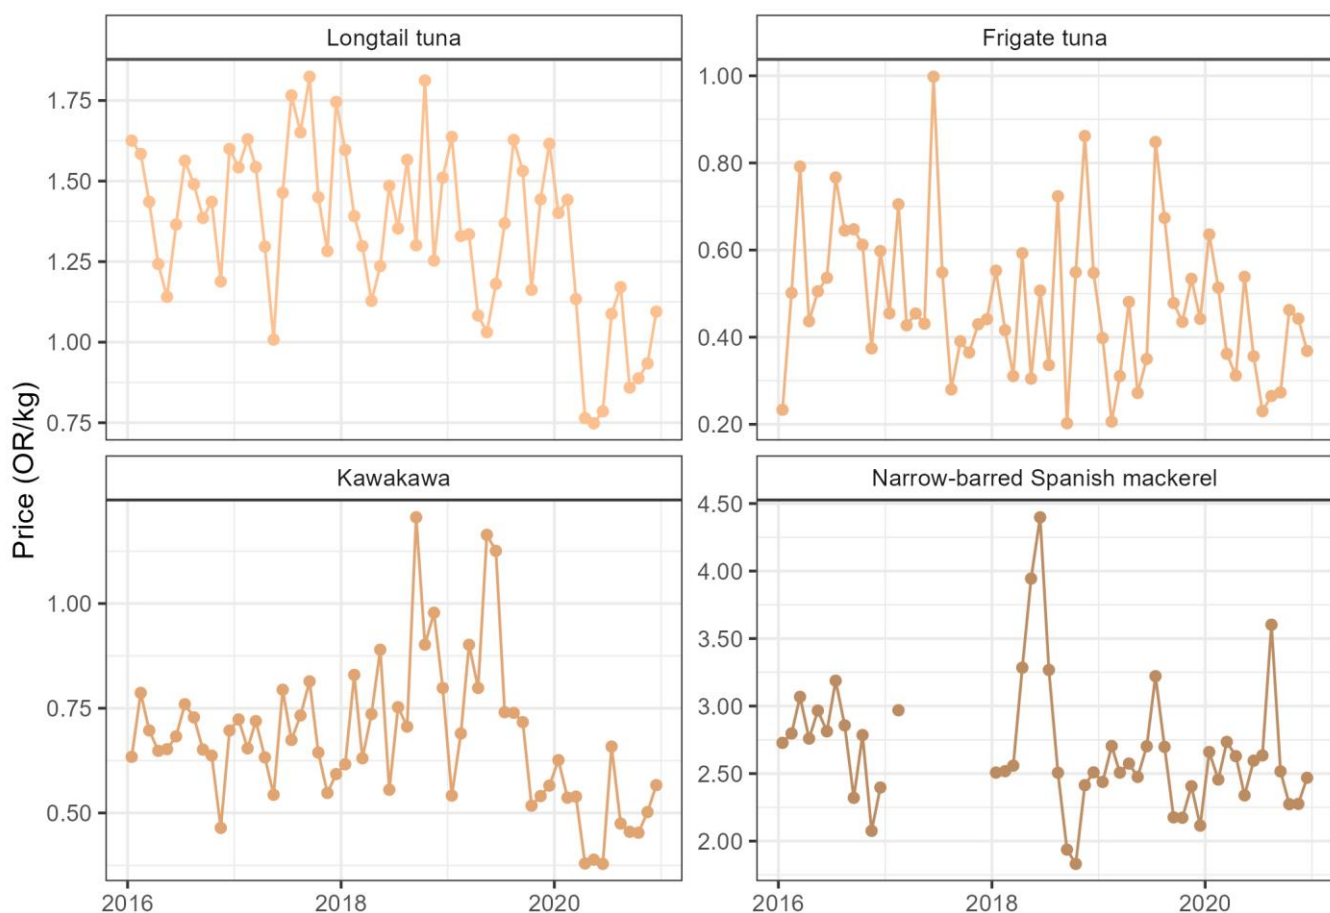 Longtail tuna
Frigate tuna
1.75
1.50
1.25
1.00
0.75
1.00
0.80
0.60
0.40
0.20
Price (OR/kg)
Kawakawa
Narrow-barred Spanish mackerel
1.00
0.75
0.50
4.50
4.00
3.50
3.00
2.50
2.00
2016 2018 2020
2016 2018 2020